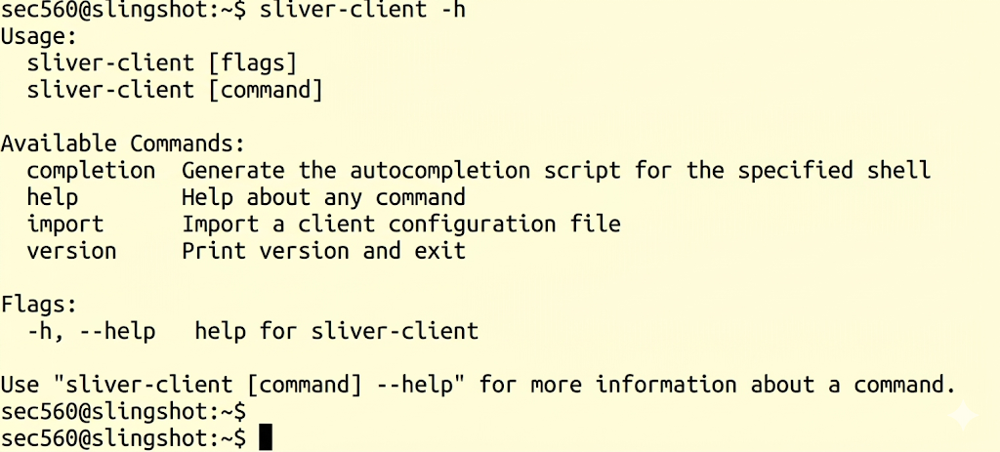 sec560@slingshot:~$ sliver-client -h
Usage:
  sliver-client [flags]
  sliver-client [command]

Available Commands:
  completion  Generate the autocompletion script for the specified shell
  help        Help about any command
  import      Import a client configuration file
  version     Print version and exit

Flags:
  -h, --help   help for sliver-client

Use "sliver-client [command] --help" for more information about a command.
sec560@slingshot:~$
sec560@slingshot:~$